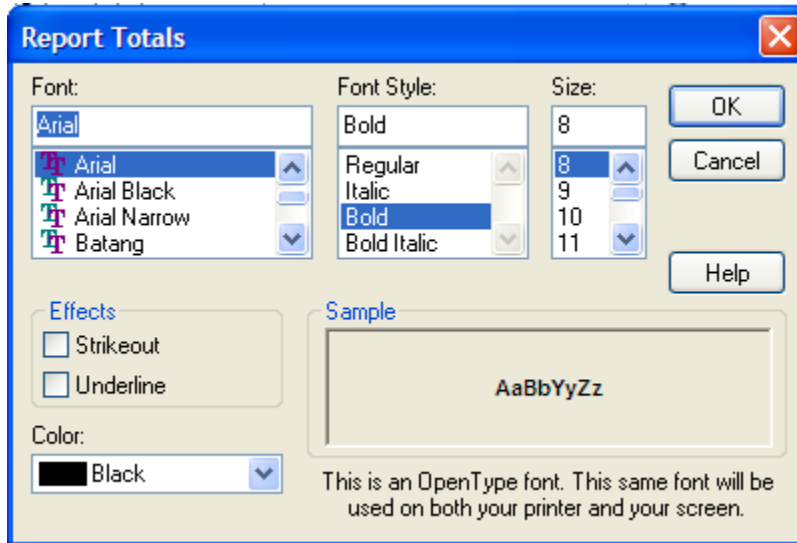 Report Totals
Font:
Font Style:
Size:
Arial
Bold
8
OK
Arial
Arial Black
Arial Narrow
Batang
Regular
Italic
Bold
Bold Italic
8
9
10
11
Cancel
Help
Effects
Strikeout
Underline
Sample
AaBbYyZz
Color:
Black
This is an OpenType font. This same font will be
used on both your printer and your screen.